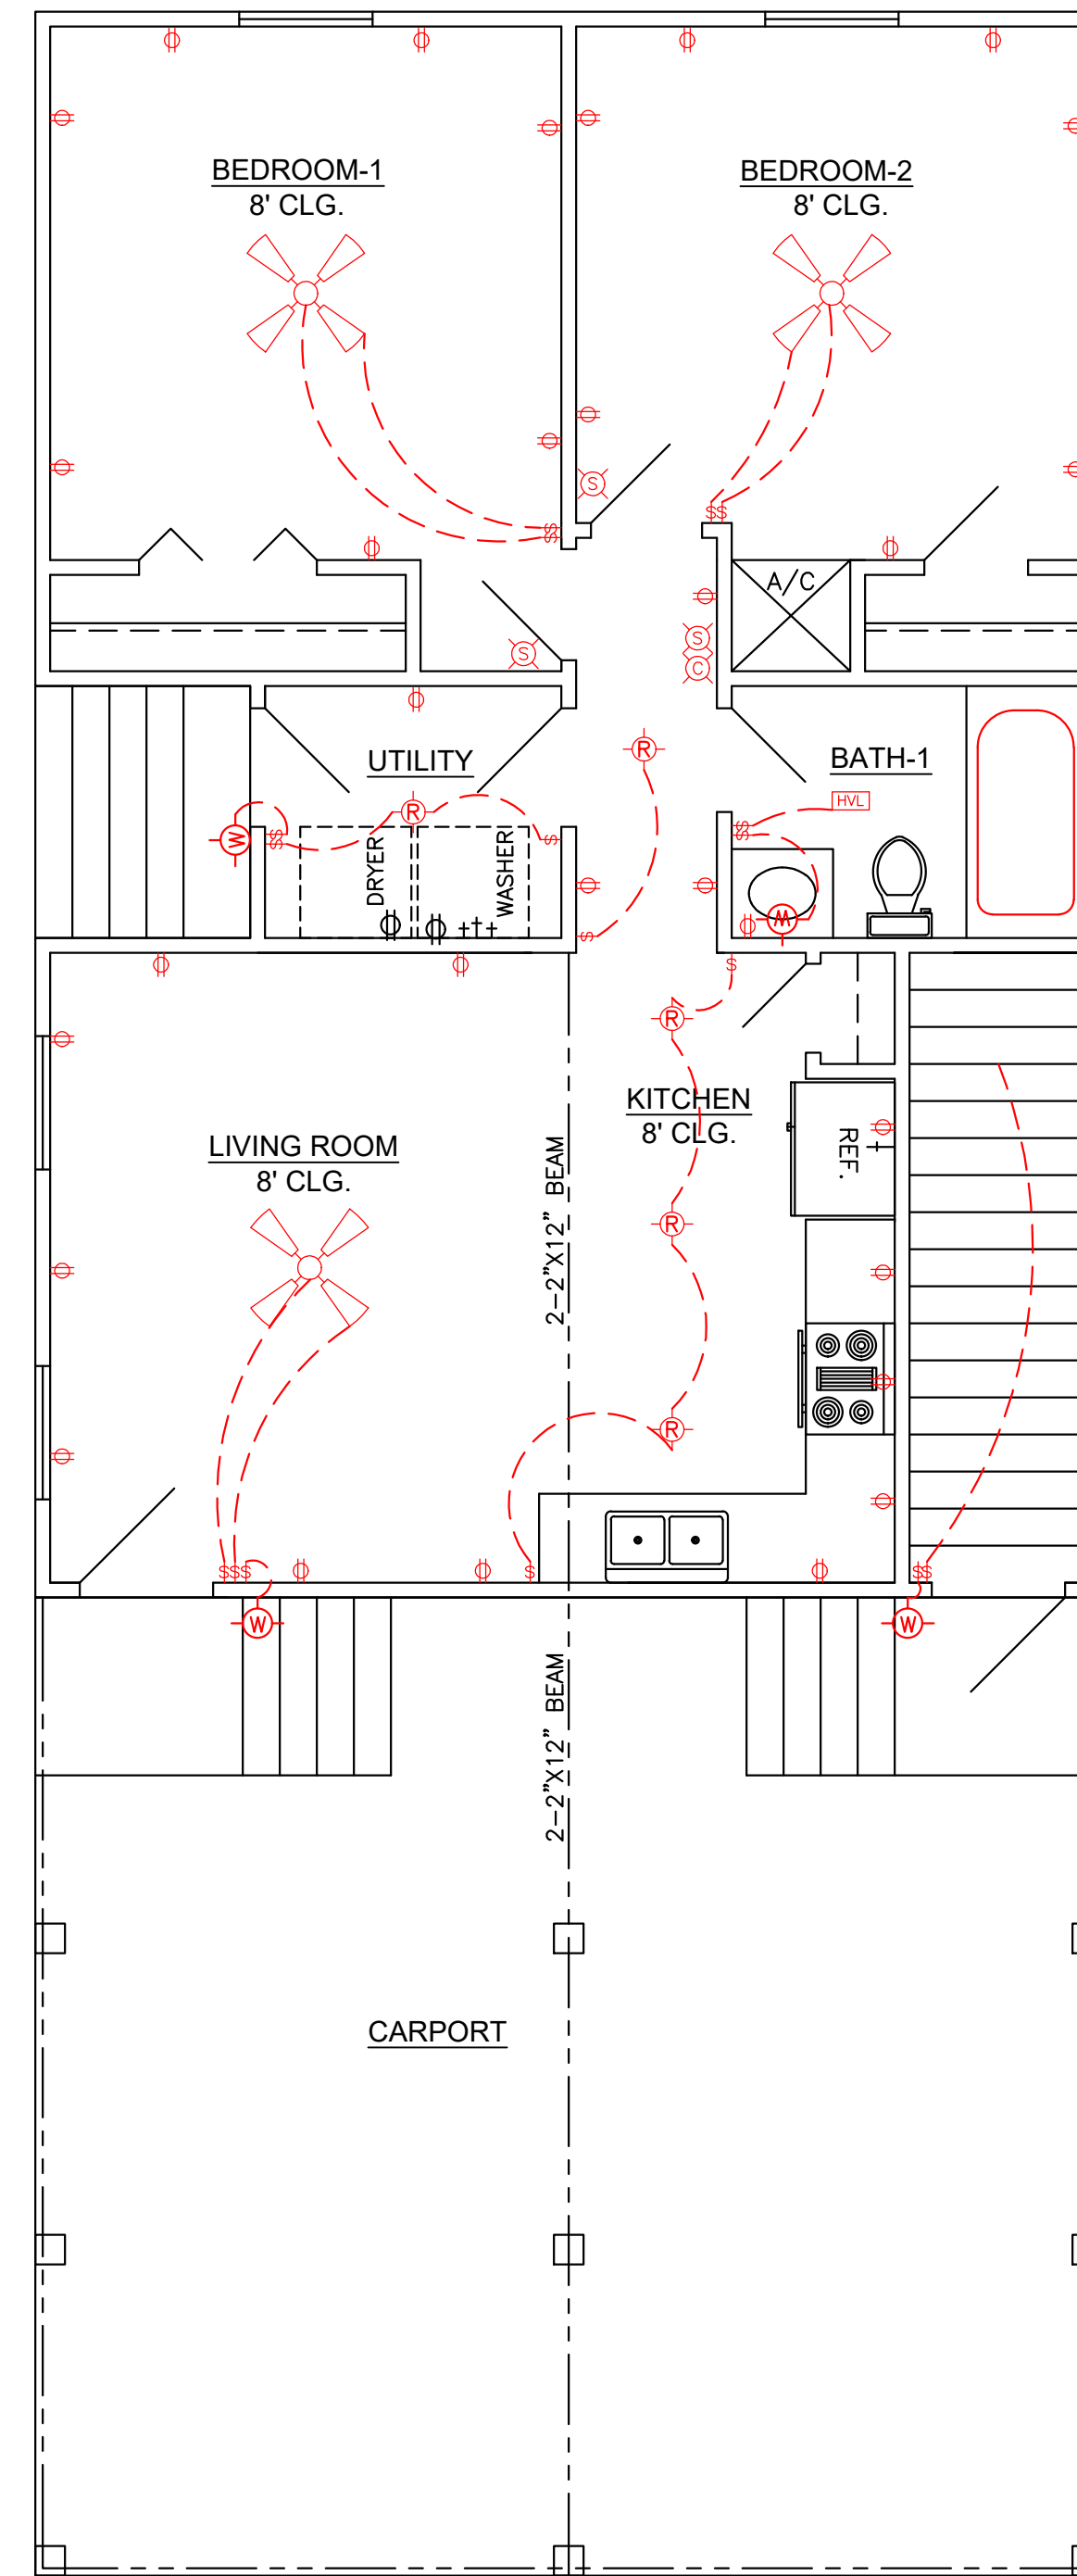 BEDROOM-1
8' CLG.
BEDROOM-2
8' CLG.
$
$
S
$$
A/C
S
S
C
R
UTILITY
BATH-1
HVL
R
W
$
$
$
$
$
DRYER
WASHER
W
$
$
R
KITCHEN
8' CLG.
REF.
LIVING ROOM
8' CLG.
2-2"X12" BEAM
R
R
$$$
$
$$
W
W
2-2"X12" BEAM
CARPORT